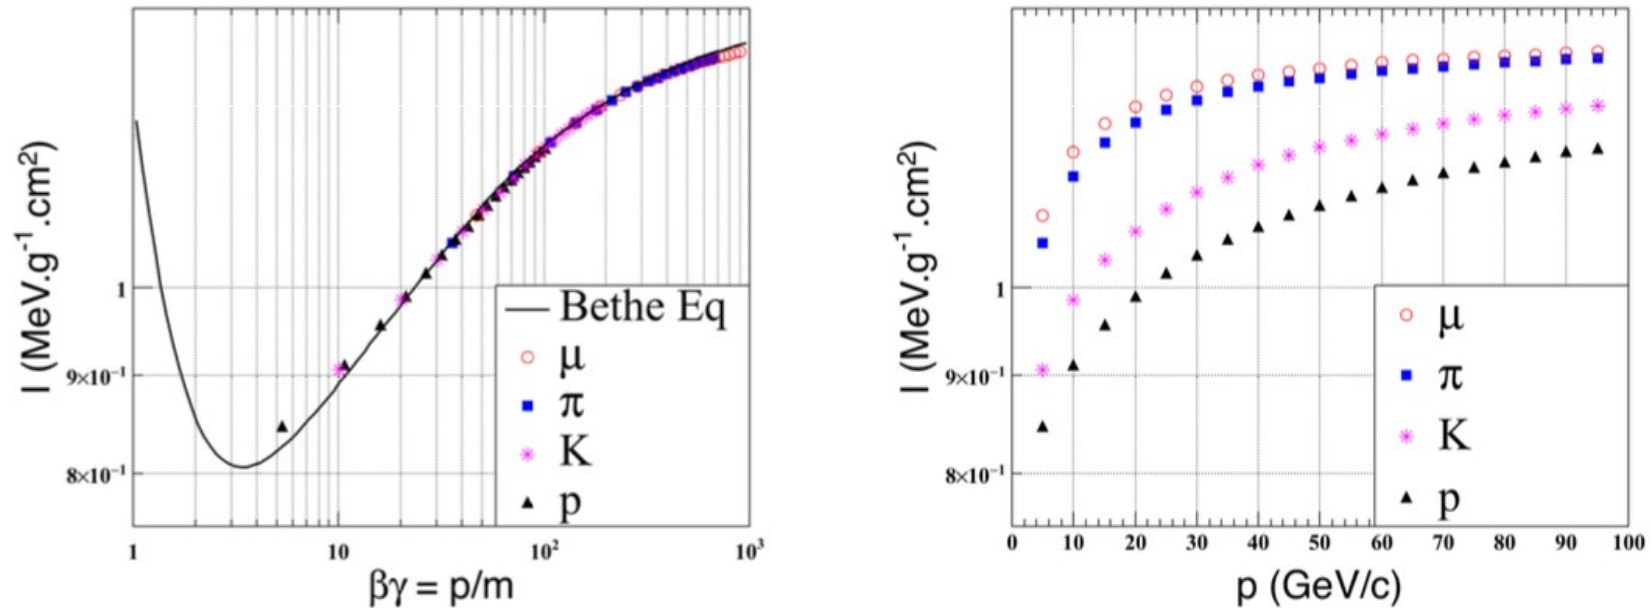 I (MeV.g⁻¹.cm²)
1
9×10⁻¹
8×10⁻¹
Bethe Eq
μ
π
K
p
1
10
10²
10³
βγ = p/m
I (MeV.g⁻¹.cm²)
1
9×10⁻¹
8×10⁻¹
μ
π
K
p
0 10 20 30 40 50 60 70 80 90 100
p (GeV/c)